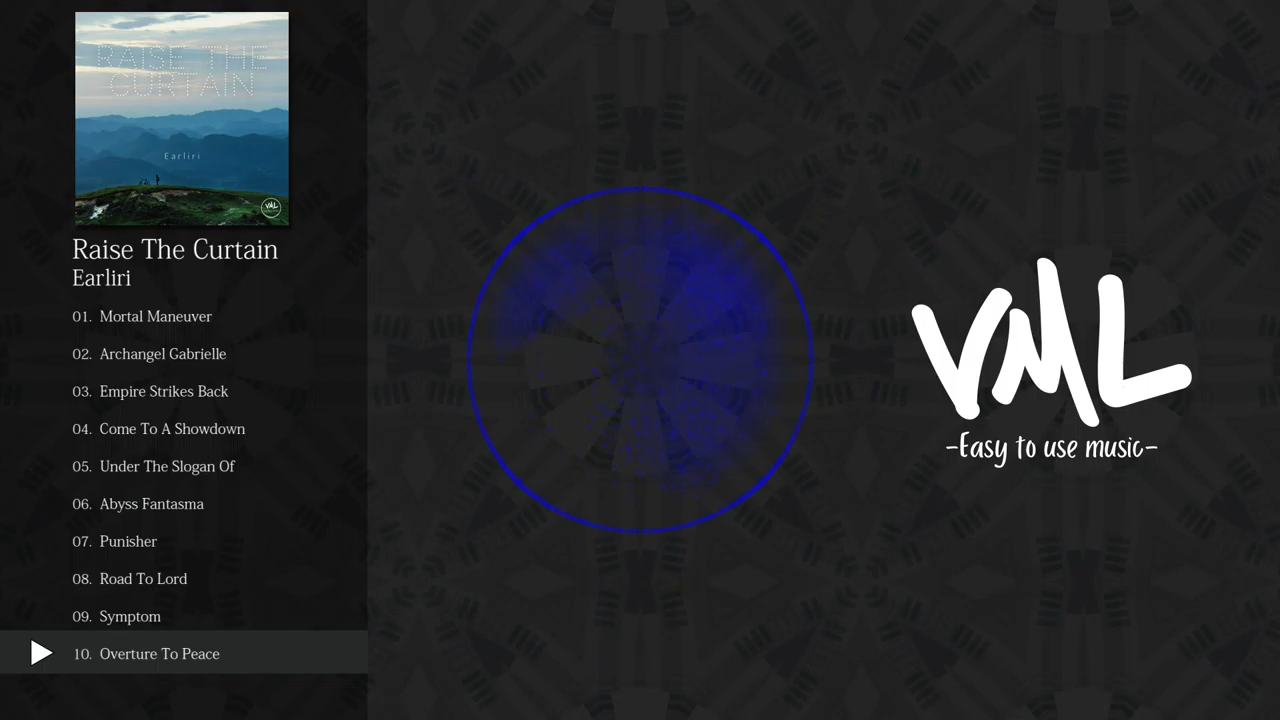 RAISE THE
CURTAIN
Earliri
VML
Raise The Curtain
Earliri
01. Mortal Maneuver
02. Archangel Gabrielle
03. Empire Strikes Back
04. Come To A Showdown
05. Under The Slogan Of
06. Abyss Fantasma
07. Punisher
08. Road To Lord
09. Symptom
10. Overture To Peace
VML
-Easy to use music-